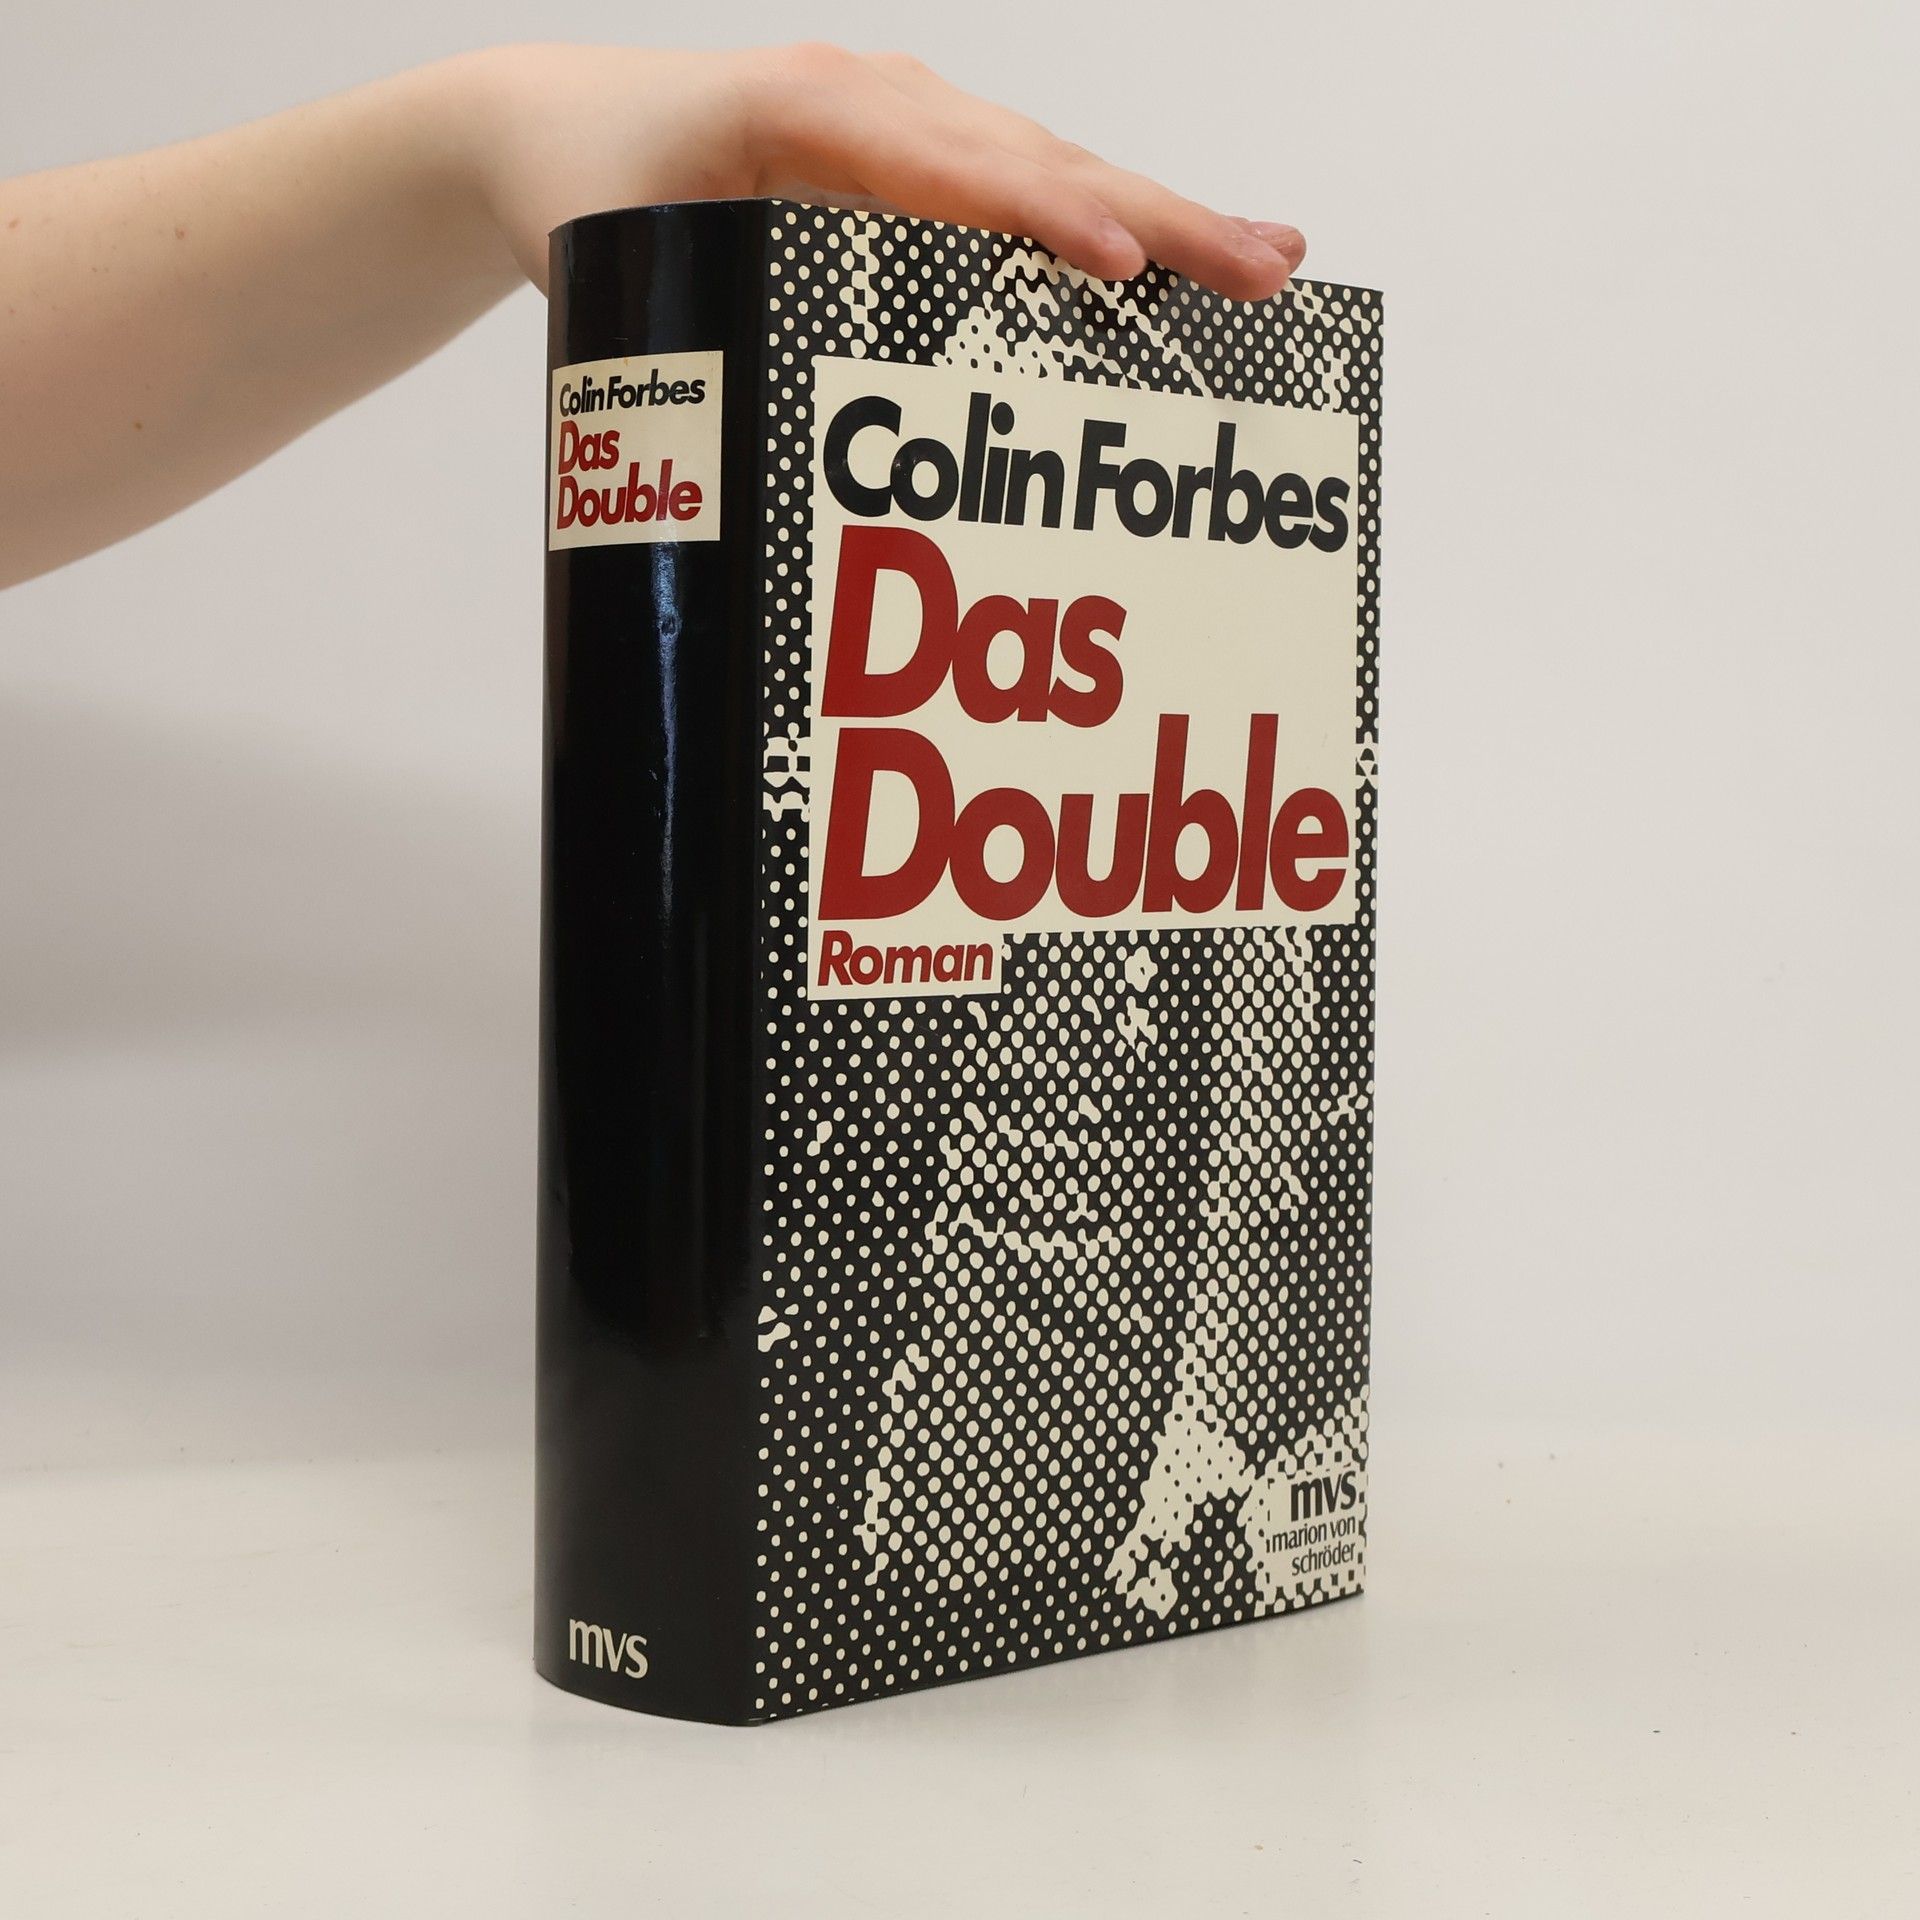 Colin Forbes
Das
Double
mvs
Colin Forbes
Das
Double
Roman
mvs
marion von
schröder